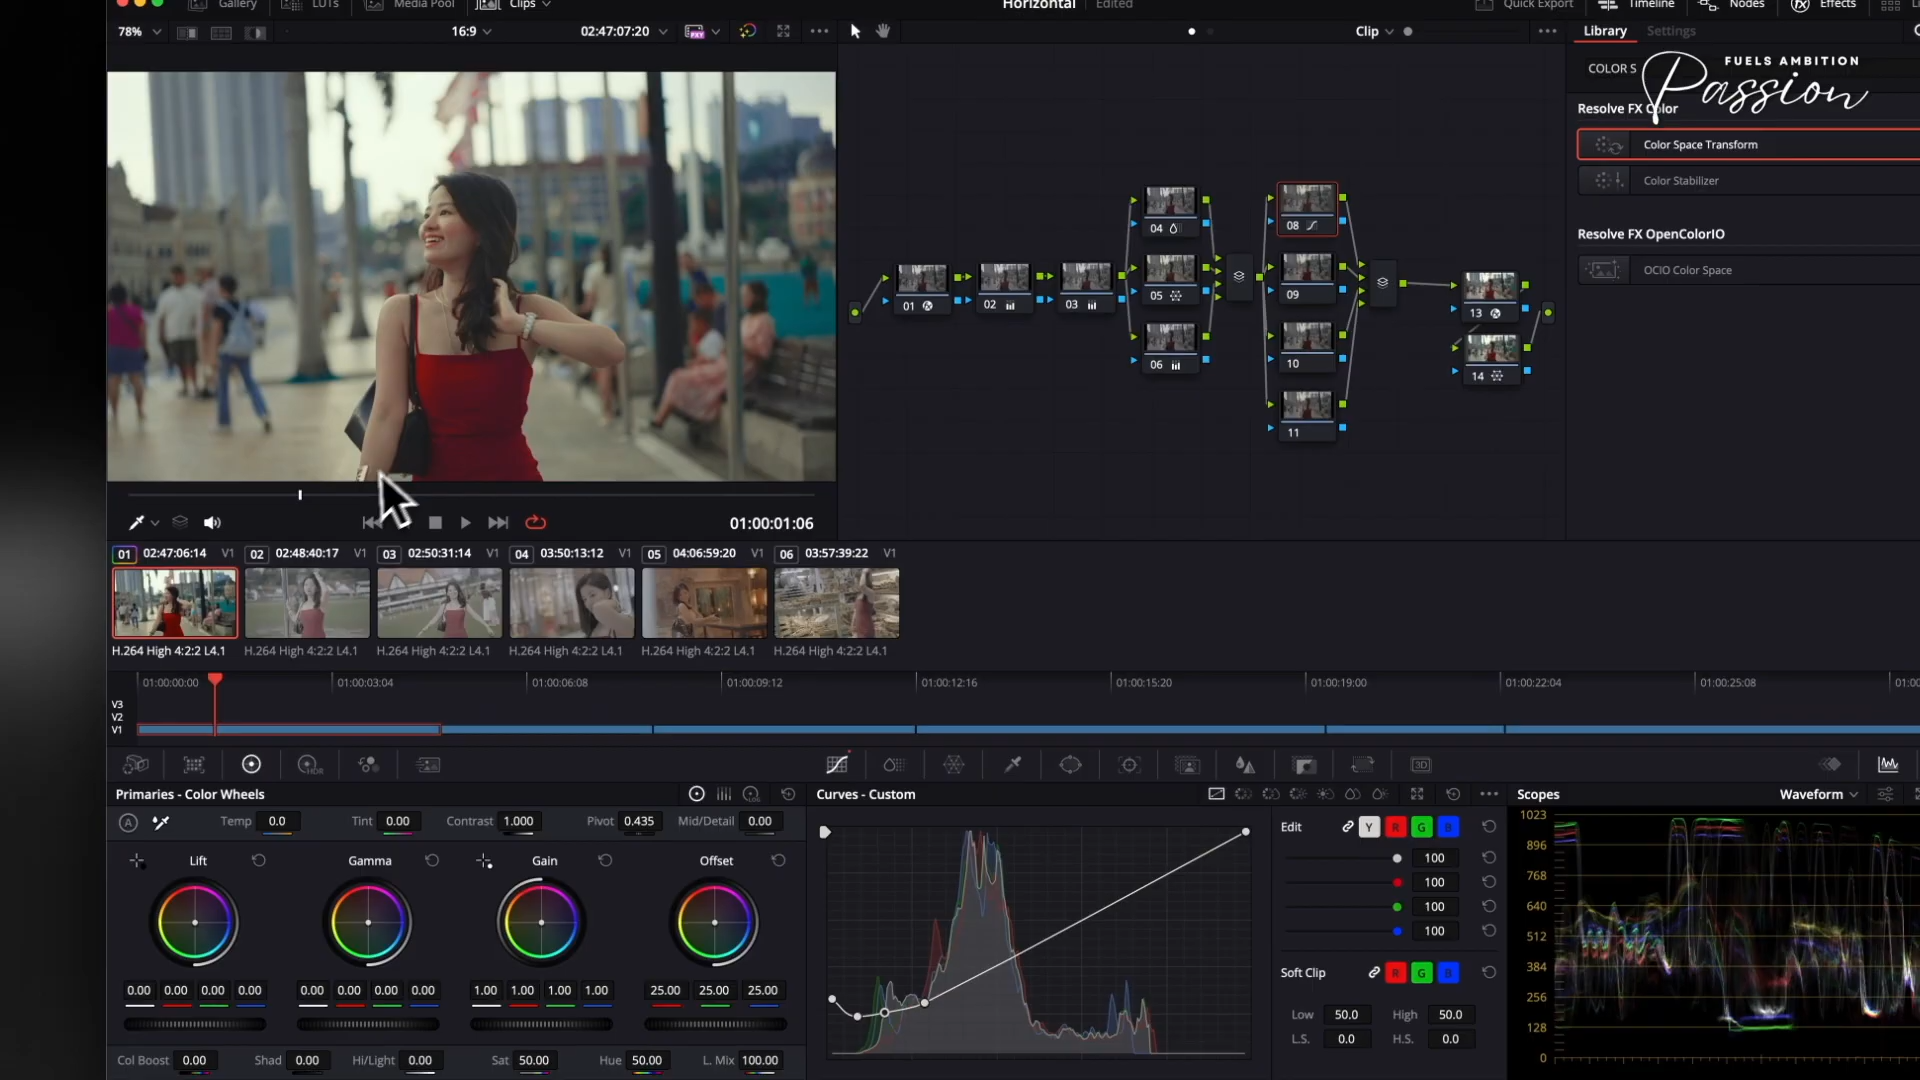 Gallery LUTs Media Pool Clips Horizontal Edited Quick Export Timeline Nodes Effects
78% 16:9 02:47:07:20 Clip Library Settings
FUELS AMBITION
Passion
COLOR S
Resolve FX Color
Color Space Transform
Color Stabilizer
Resolve FX OpenColorIO
OCIO Color Space
04 08
01 02 03 05 09 13
06 10 14
11
01:00:01:06
01 02:47:06:14 V1 02 02:48:40:17 V1 03 02:50:31:14 V1 04 03:50:13:12 V1 05 04:06:59:20 V1 06 03:57:39:22 V1
H.264 High 4:2:2 L4.1 H.264 High 4:2:2 L4.1 H.264 High 4:2:2 L4.1 H.264 High 4:2:2 L4.1 H.264 High 4:2:2 L4.1 H.264 High 4:2:2 L4.1
01:00:00:00 01:00:03:04 01:00:06:08 01:00:09:12 01:00:12:16 01:00:15:20 01:00:19:00 01:00:22:04 01:00:25:08 01:00
V3
V2
V1
HDR 3D
Primaries - Color Wheels LOG Curves - Custom Scopes Waveform
A Temp 0.0 Tint 0.00 Contrast 1.000 Pivot 0.435 Mid/Detail 0.00
Lift Gamma Gain Offset
0.00 0.00 0.00 0.00 0.00 0.00 0.00 0.00 1.00 1.00 1.00 1.00 25.00 25.00 25.00
Col Boost 0.00 Shad 0.00 Hi/Light 0.00 Sat 50.00 Hue 50.00 L. Mix 100.00
Edit Y R G B
100
100
100
100
Soft Clip R G B
Low 50.0 High 50.0
L.S. 0.0 H.S. 0.0
1023
896
768
640
512
384
256
128
0